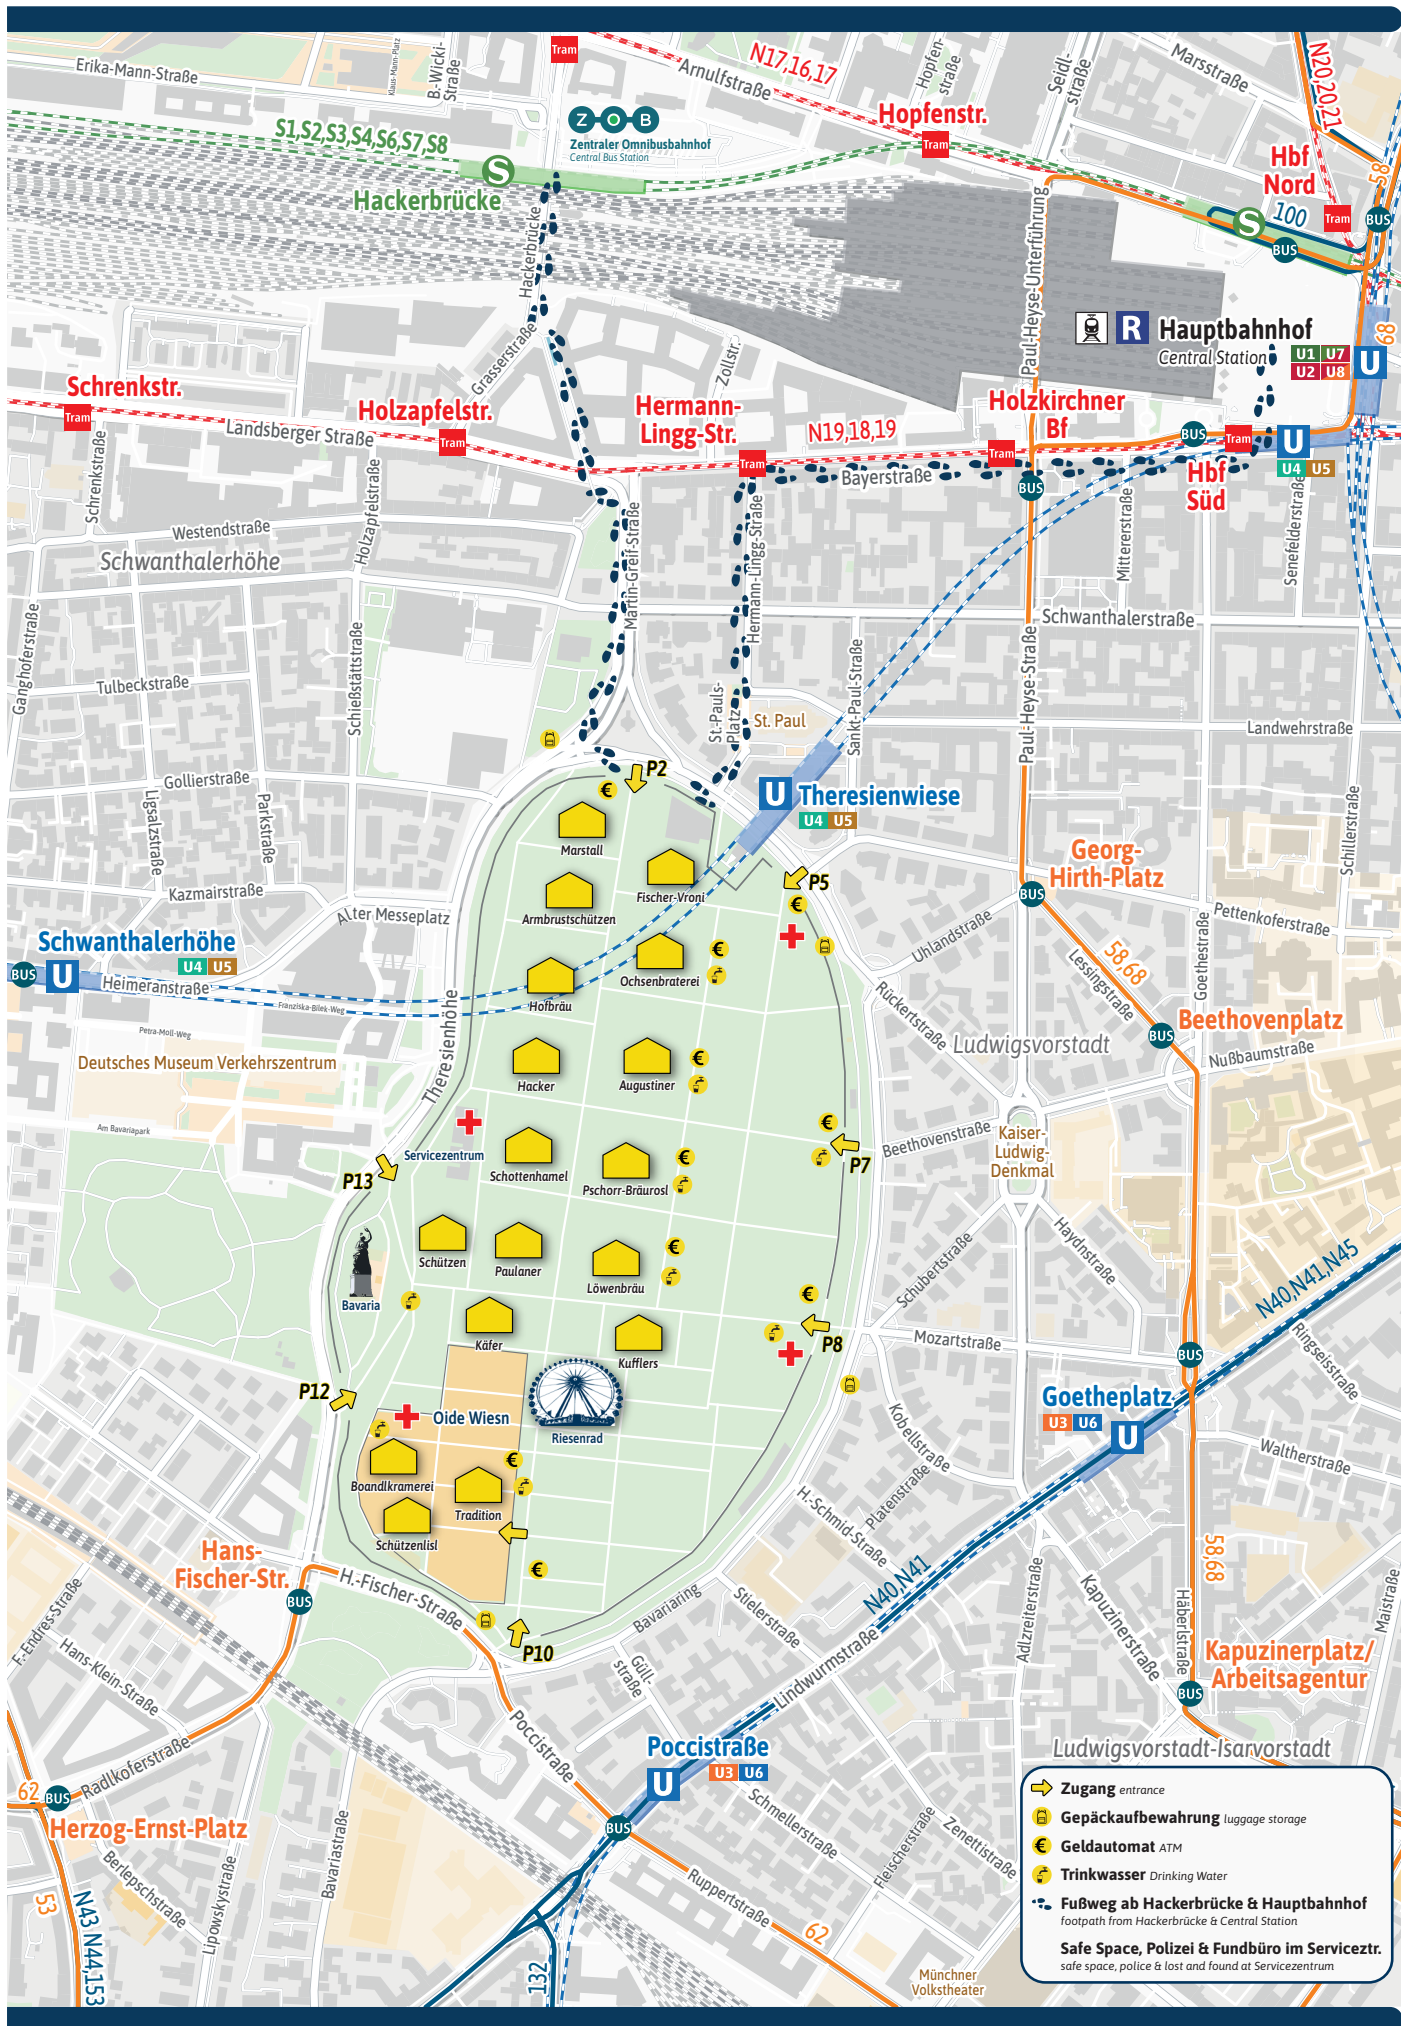 Erika-Mann-Straße
Klaus-Mann-Platz
B.-Wicki-
Straße
Tram
N17,16,17
Arnulfstraße
Hopfen-
straße
Seidl-
straße
Marsstraße
N20,20,21
S1,S2,S3,S4,S6,S7,S8
S
Hackerbrücke
Z O B
Zentraler Omnibusbahnhof
Central Bus Station
Hopfenstr.
Tram
Hbf
Nord
Tram
58
BUS
S
100
BUS
Hackerbrücke
Paul-Heyse-Unterführung
R
Hauptbahnhof
Central Station
U1 U7
U2 U8
U
68
Grasserstraße
Zollstr.
Schrenkstr.
Tram
Landsberger Straße
Holzapfelstr.
Tram
Hermann-
Lingg-Str.
Tram
N19,18,19
Bayerstraße
Holzkirchner
Bf
Tram
BUS
BUS
Tram
Hbf
Süd
U
U4 U5
Schrenkstraße
Westendstraße
Holzapfelstraße
Schwanthalerhöhe
Martin-Greif-Straße
Hermann-Lingg-Straße
Mittererstraße
Senefelderstraße
Schwanthalerstraße
Ganghoferstraße
Tulbeckstraße
Schießstättstraße
St.-Pauls-
Platz
St. Paul
Sankt-Paul-Straße
Paul-Heyse-Straße
Landwehrstraße
Gollierstraße
Ligsalzstraße
Parkstraße
Kazmairstraße
Alter Messeplatz
P2
€
U
Theresienwiese
U4 U5
Schillerstraße
Marstall
Fischer-Vroni
Armbrustschützen
P5
€
Georg-
Hirth-Platz
BUS
Pettenkoferstraße
Schwanthalerhöhe
U4 U5
BUS
U
Heimeranstraße
Franziska-Bilek-Weg
Petra-Moll-Weg
Ochsenbraterei
€
Hofbräu
Uhlandstraße
58,68
Lessingstraße
Goethestraße
Rückertstraße
Ludwigsvorstadt
BUS
Beethovenplatz
Nußbaumstraße
Deutsches Museum Verkehrszentrum
Theresienhöhe
Hacker
Augustiner
€
Am Bavariapark
Servicezentrum
P13
Schottenhamel
Pschorr-Bräurosl
€
€
P7
Beethovenstraße
Kaiser-
Ludwig-
Denkmal
Schützen
Paulaner
Löwenbräu
€
Bavaria
Haydnstraße
Schubertstraße
N40,N41,N45
Käfer
Kufflers
€
P8
Mozartstraße
BUS
Ringseisstraße
P12
Oide Wiesn
Riesenrad
Goetheplatz
U3 U6
U
Kobellstraße
Waltherstraße
Boandlkramerei
Tradition
€
Schützenlisl
H.-Schmid-Straße
Platenstraße
Hans-
Fischer-Str.
BUS
H.-Fischer-Straße
€
P10
Bavariaring
Stielerstraße
N40,N41
Lindwurmstraße
Adlzreiterstraße
Kapuzinerstraße
58,68
Häberlstraße
Maistraße
F.-Endres-Straße
Hans-Klein-Straße
Güll-
straße
Kapuzinerplatz/
Arbeitsagentur
BUS
Ludwigsvorstadt-Isarvorstadt
Radlkoferstraße
62
BUS
Herzog-Ernst-Platz
Poccistraße
Poccistraße
U3 U6
U
BUS
Schmellerstraße
Zenettistraße
Fleischerstraße
Ruppertstraße
62
Berlepschstraße
Lipowskystraße
Bavariastraße
53
N43 N44,153
132
Münchner
Volkstheater
Zugang entrance
Gepäckaufbewahrung luggage storage
€ Geldautomat ATM
Trinkwasser Drinking Water
Fußweg ab Hackerbrücke & Hauptbahnhof
footpath from Hackerbrücke & Central Station
Safe Space, Polizei & Fundbüro im Serviceztr.
safe space, police & lost and found at Servicezentrum